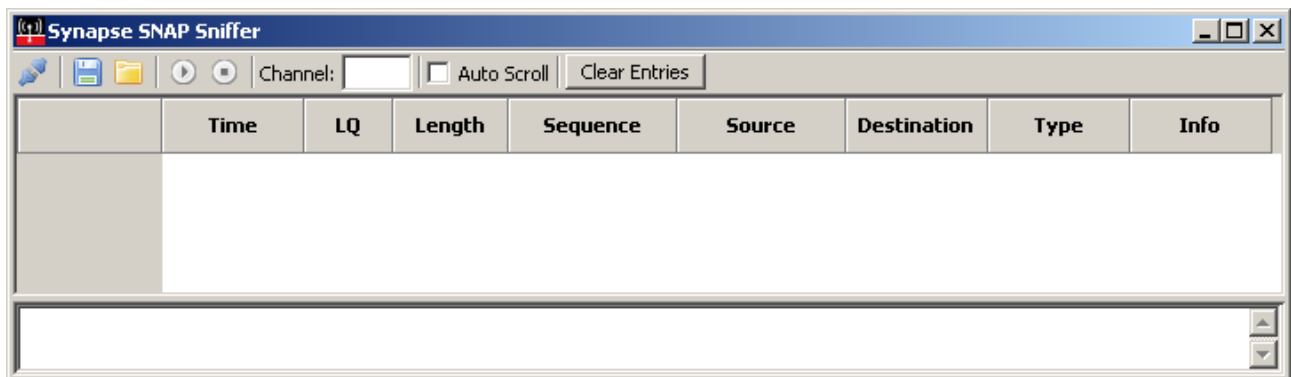 Synapse SNAP Sniffer
Channel: Auto Scroll Clear Entries
Time LQ Length Sequence Source Destination Type Info